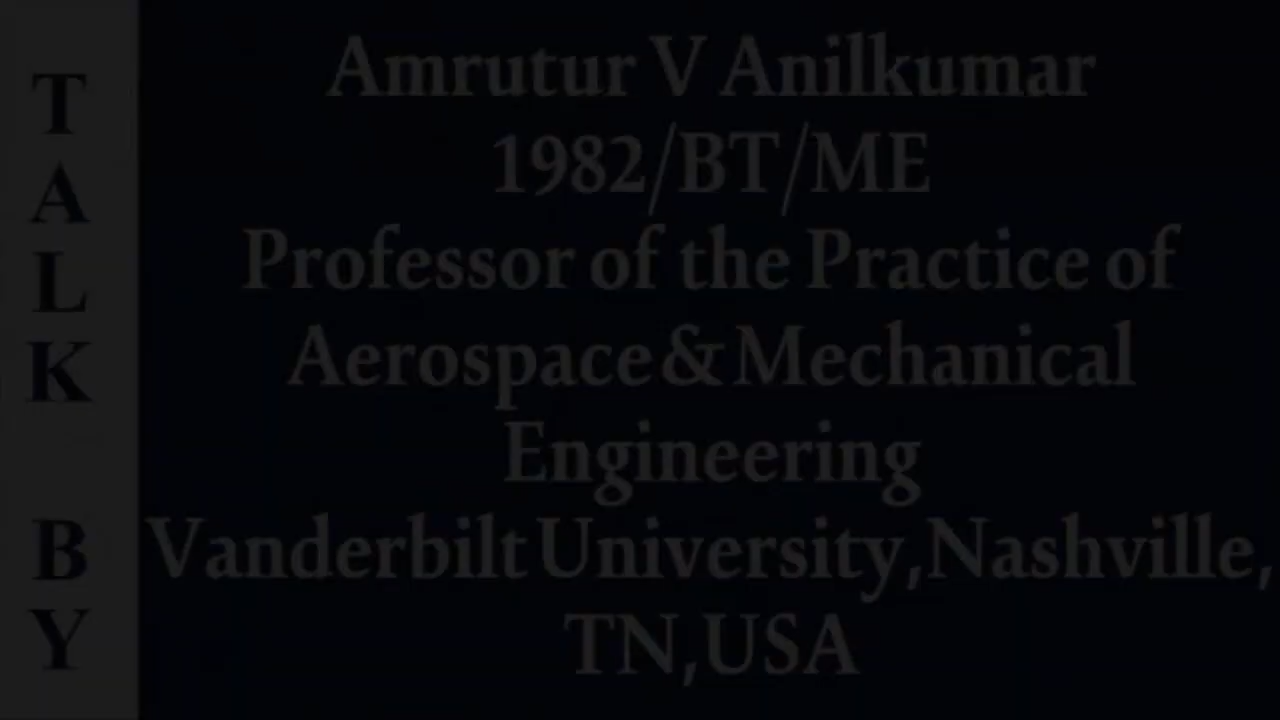 TALK BY
Amrutur V Anilkumar
1982/BT/ME
Professor of the Practice of
Aerospace & Mechanical
Engineering
Vanderbilt University, Nashville,
TN, USA